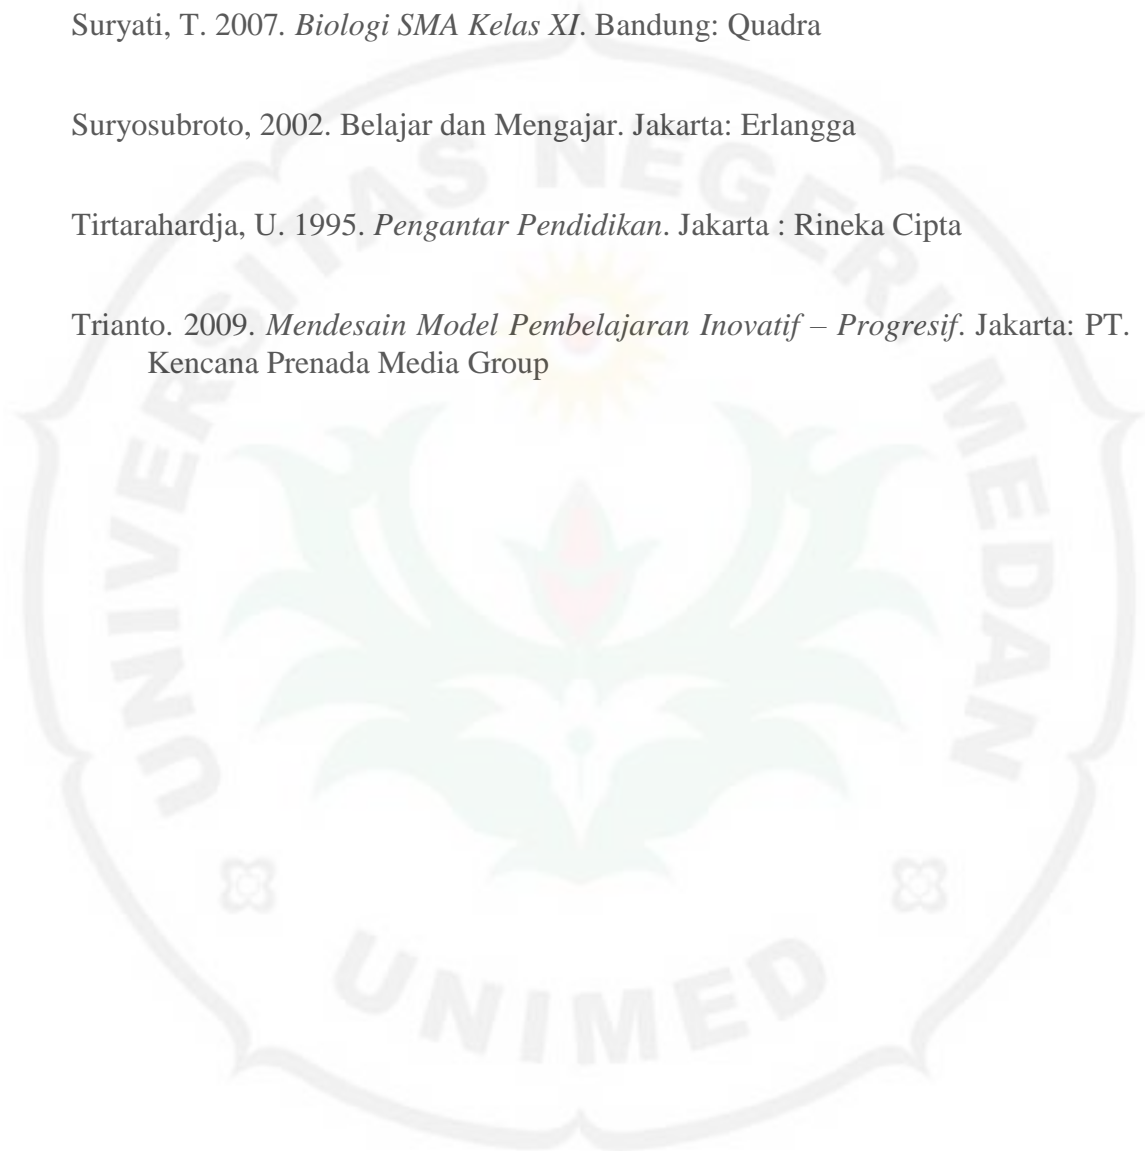 Suryati, T. 2007. Biologi SMA Kelas XI. Bandung: Quadra
Suryosubroto, 2002. Belajar dan Mengajar. Jakarta: Erlangga
Tirtarahardja, U. 1995. Pengantar Pendidikan. Jakarta : Rineka Cipta
Trianto. 2009. Mendesain Model Pembelajaran Inovatif – Progresif. Jakarta: PT.
Kencana Prenada Media Group
UNIVERSITAS NEGERI MEDAN
UNIMED